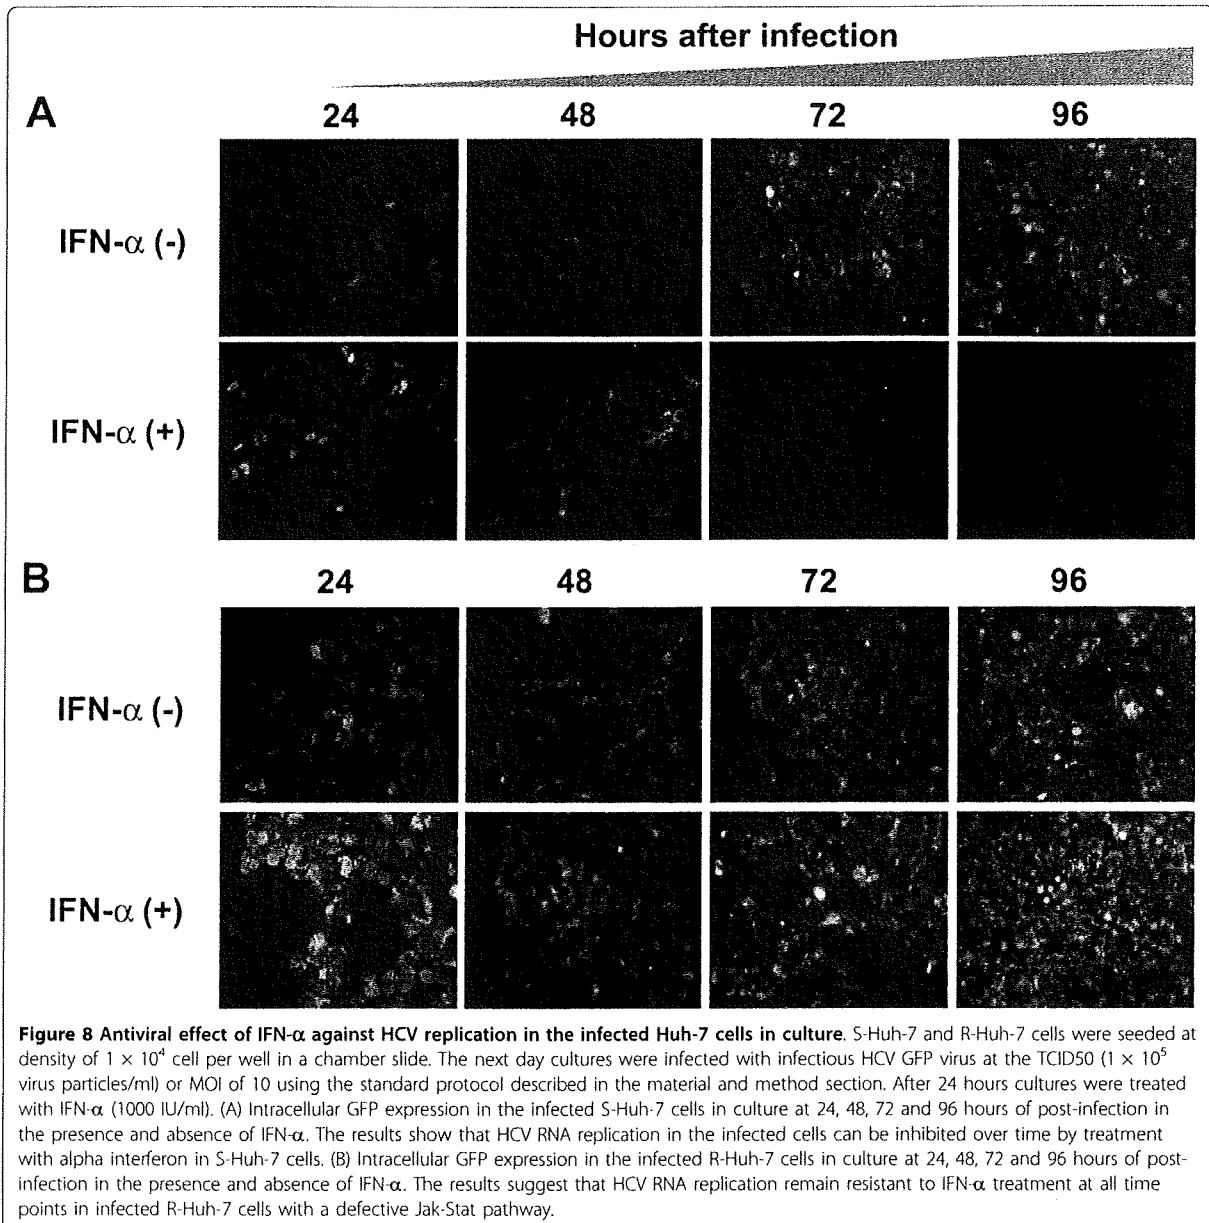 Hours after infection
A
24 48 72 96
IFN-α (-)
IFN-α (+)
B
24 48 72 96
IFN-α (-)
IFN-α (+)
Figure 8 Antiviral effect of IFN-α against HCV replication in the infected Huh-7 cells in culture. S-Huh-7 and R-Huh-7 cells were seeded at
density of 1 × 10⁴ cell per well in a chamber slide. The next day cultures were infected with infectious HCV GFP virus at the TCID50 (1 × 10⁵
virus particles/ml) or MOI of 10 using the standard protocol described in the material and method section. After 24 hours cultures were treated
with IFN-α (1000 IU/ml). (A) Intracellular GFP expression in the infected S-Huh-7 cells in culture at 24, 48, 72 and 96 hours of post-infection in
the presence and absence of IFN-α. The results show that HCV RNA replication in the infected cells can be inhibited over time by treatment
with alpha interferon in S-Huh-7 cells. (B) Intracellular GFP expression in the infected R-Huh-7 cells in culture at 24, 48, 72 and 96 hours of post-
infection in the presence and absence of IFN-α. The results suggest that HCV RNA replication remain resistant to IFN-α treatment at all time
points in infected R-Huh-7 cells with a defective Jak-Stat pathway.